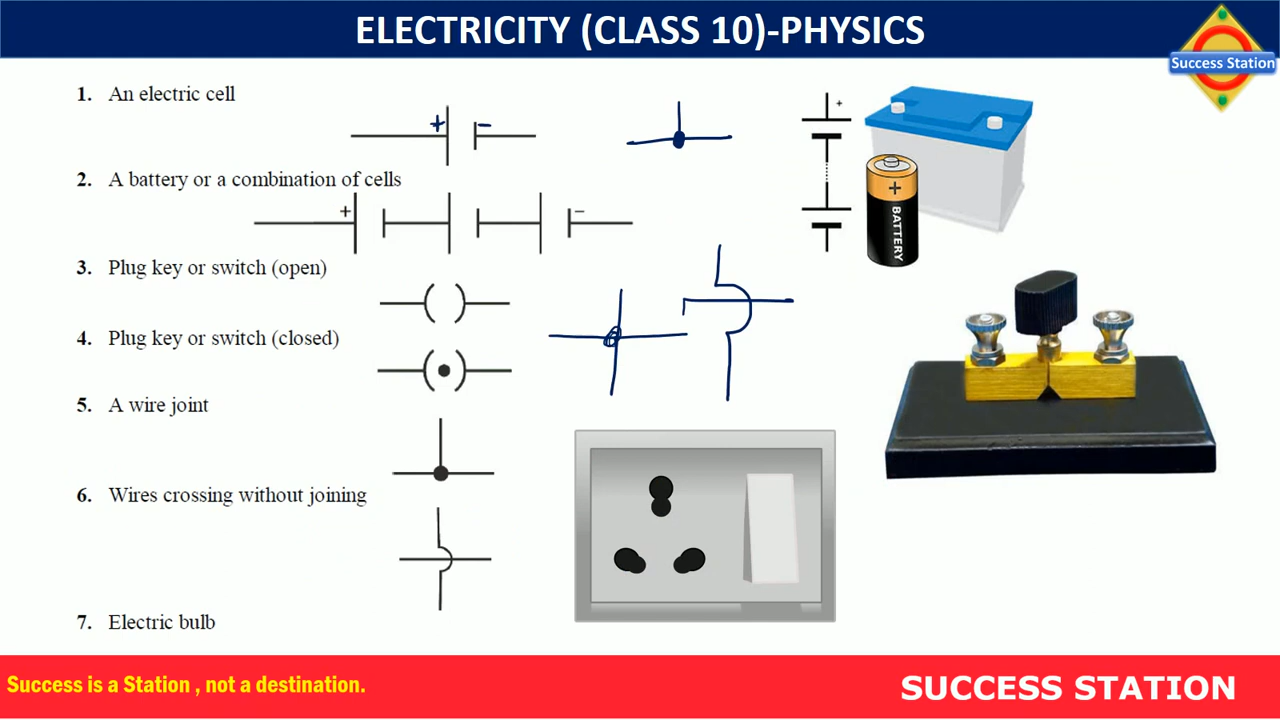 ELECTRICITY (CLASS 10)-PHYSICS
Success Station
1. An electric cell
+ -
+
2. A battery or a combination of cells
+ -
+
BATTERY
3. Plug key or switch (open)
4. Plug key or switch (closed)
5. A wire joint
6. Wires crossing without joining
7. Electric bulb
Success is a Station , not a destination.
SUCCESS STATION